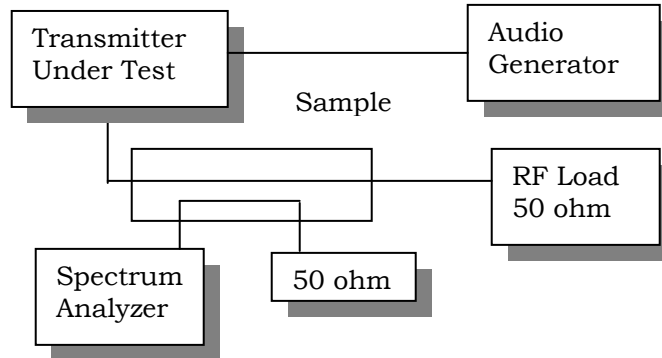 Transmitter
Under Test
Audio
Generator
Sample
RF Load
50 ohm
Spectrum
Analyzer
50 ohm